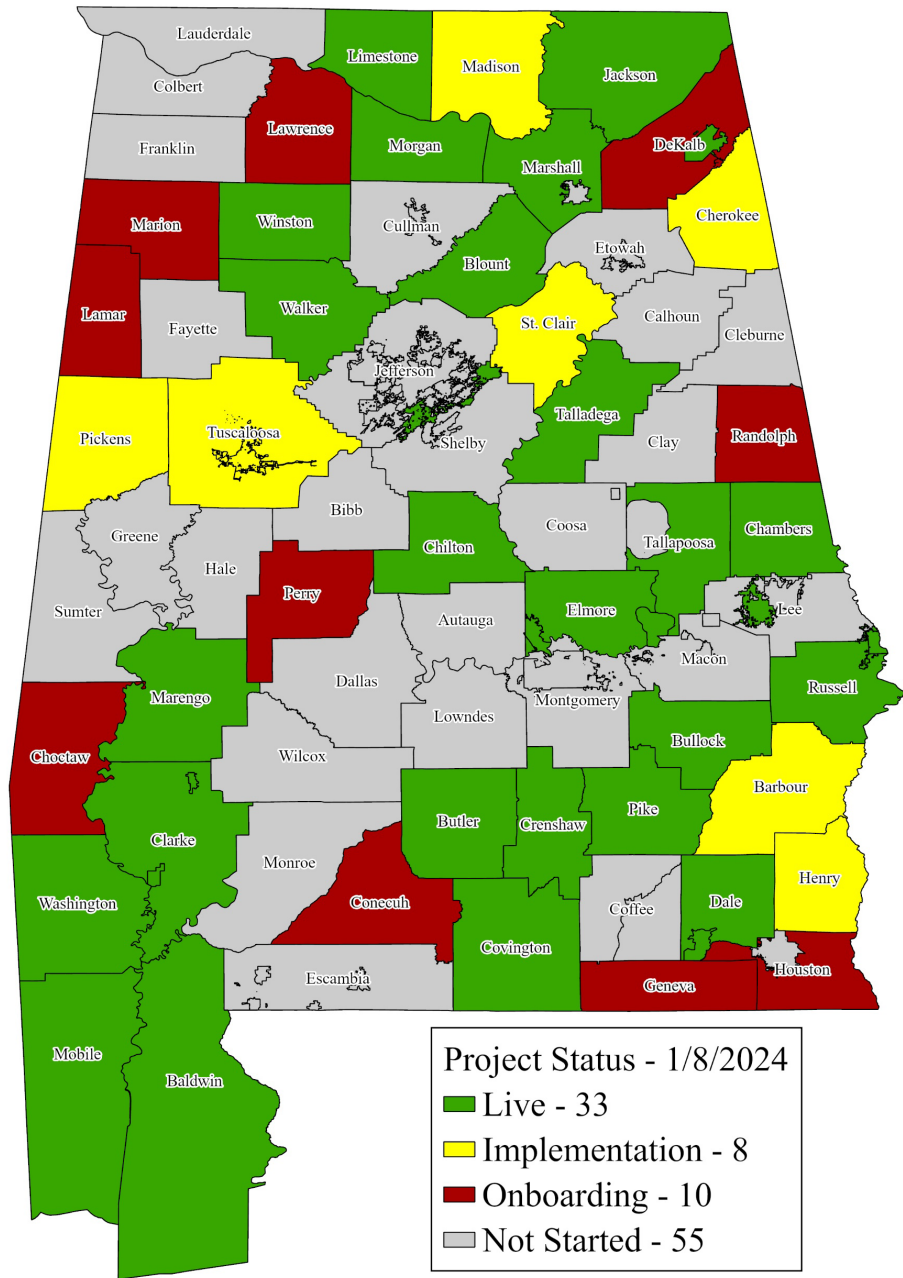 Lauderdale
Limestone
Madison
Jackson
Colbert
Lawrence
Franklin
Morgan
DeKalb
Marshall
Marion
Winston
Cullman
Cherokee
Etowah
Blount
Lamar
Fayette
Walker
St. Clair
Calhoun
Cleburne
Jefferson
Talladega
Pickens
Tuscaloosa
Shelby
Clay
Randolph
Bibb
Greene
Coosa
Chilton
Tallapoosa
Chambers
Hale
Perry
Sumter
Elmore
Lee
Autauga
Macon
Dallas
Russell
Marengo
Montgomery
Lowndes
Bullock
Choctaw
Wilcox
Barbour
Butler
Crenshaw
Pike
Clarke
Monroe
Henry
Washington
Conecuh
Coffee
Dale
Covington
Escambia
Geneva
Houston
Mobile
Baldwin
Project Status - 1/8/2024
Live - 33
Implementation - 8
Onboarding - 10
Not Started - 55